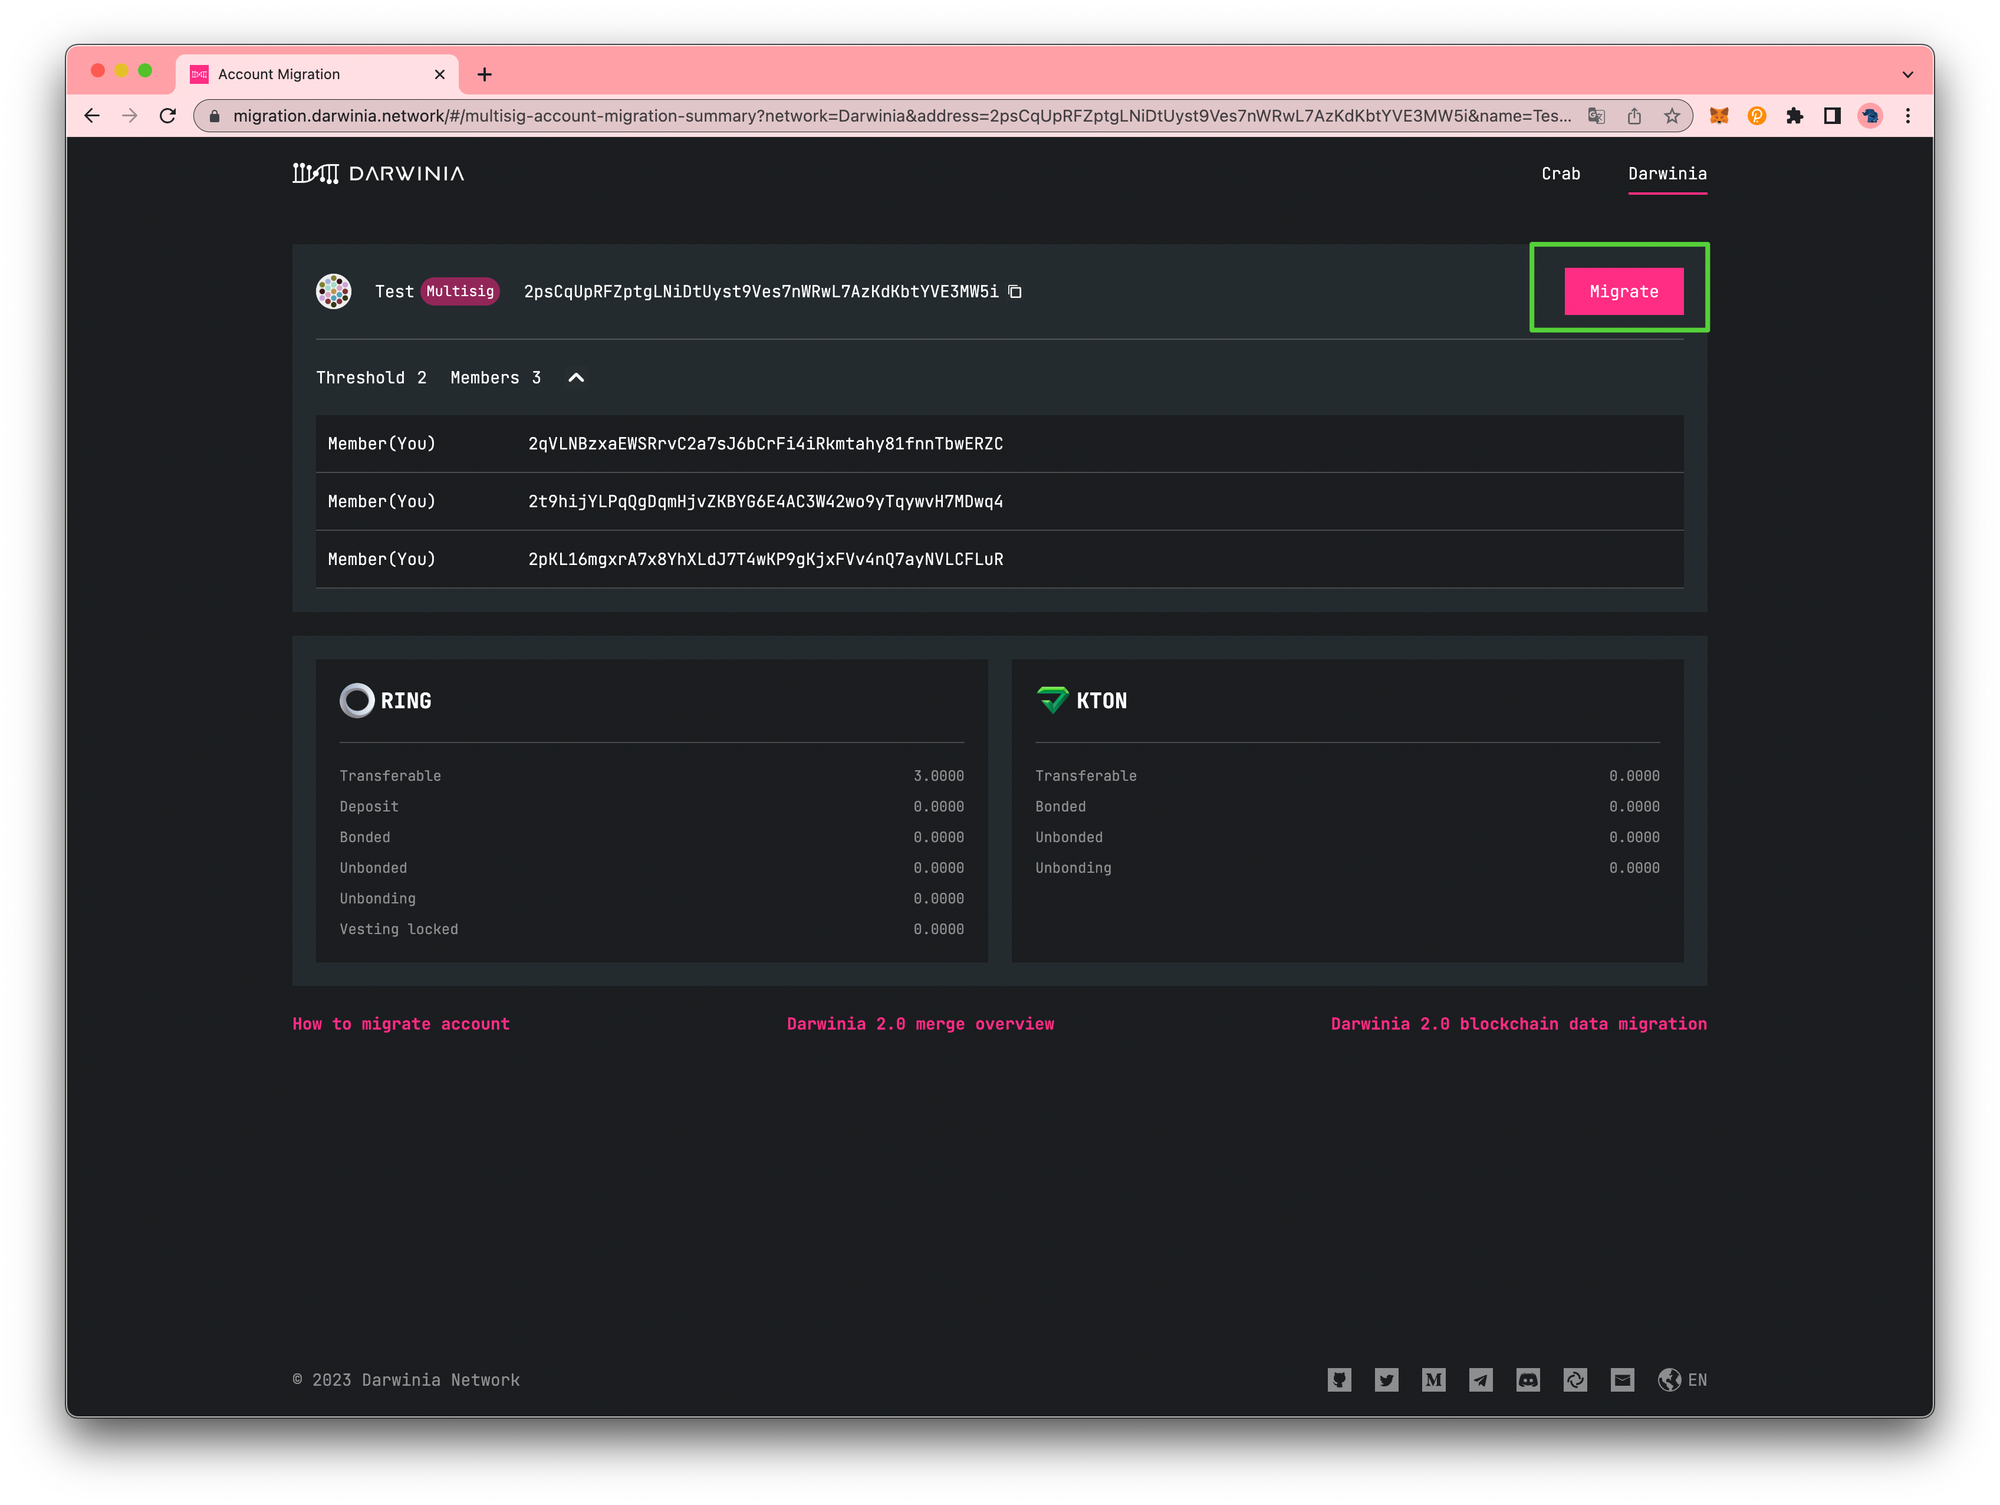 Account Migration
migration.darwinia.network/#/multisig-account-migration-summary?network=Darwinia&address=2psCqUpRFZptgLNiDtUyst9Ves7nWRwL7AzKdKbtYVE3MW5i&name=Tes...
DARWINIA
Crab Darwinia
Test Multisig 2psCqUpRFZptgLNiDtUyst9Ves7nWRwL7AzKdKbtYVE3MW5i Migrate
Threshold 2 Members 3
Member(You) 2qVLNBzxaEWSRrvC2a7sJ6bCrFi4iRkmtahy81fnnTbwERZC
Member(You) 2t9hijYLPqQgDqmHjvZKBYG6E4AC3W42wo9yTqywvH7MDwq4
Member(You) 2pKL16mgxrA7x8YhXLdJ7T4wKP9gKjxFVv4nQ7ayNVLCFLuR
RING
Transferable 3.0000
Deposit 0.0000
Bonded 0.0000
Unbonded 0.0000
Unbonding 0.0000
Vesting locked 0.0000
KTON
Transferable 0.0000
Bonded 0.0000
Unbonded 0.0000
Unbonding 0.0000
How to migrate account Darwinia 2.0 merge overview Darwinia 2.0 blockchain data migration
© 2023 Darwinia Network EN